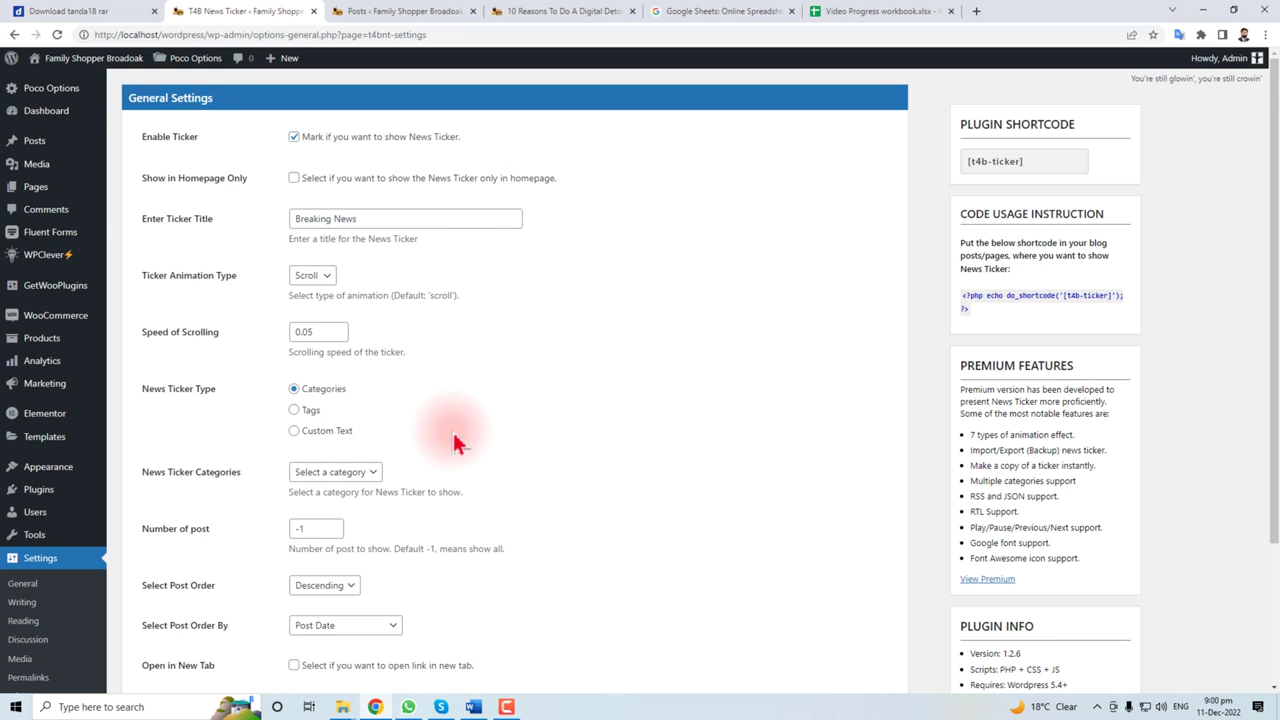 Download tanda18 rar
T4B News Ticker ‹ Family Shoppe
Posts ‹ Family Shopper Broadoak
10 Reasons To Do A Digital Deto
Google Sheets: Online Spreadsh
Video Progress workbook.xlsx - G
http://localhost/wordpress/wp-admin/options-general.php?page=t4bnt-settings
Family Shopper Broadoak
Poco Options
0
New
Howdy, Admin
You're still glowin', you're still crowin'
Poco Options
Dashboard
Posts
Media
Pages
Comments
Fluent Forms
WPClever⚡
GetWooPlugins
WooCommerce
Products
Analytics
Marketing
Elementor
Templates
Appearance
Plugins
Users
Tools
Settings
General
Writing
Reading
Discussion
Media
Permalinks
General Settings
Enable Ticker
Mark if you want to show News Ticker.
Show in Homepage Only
Select if you want to show the News Ticker only in homepage.
Enter Ticker Title
Breaking News
Enter a title for the News Ticker
Ticker Animation Type
Scroll
Select type of animation (Default: 'scroll').
Speed of Scrolling
0.05
Scrolling speed of the ticker.
News Ticker Type
Categories
Tags
Custom Text
News Ticker Categories
Select a category
Select a category for News Ticker to show.
Number of post
-1
Number of post to show. Default -1, means show all.
Select Post Order
Descending
Select Post Order By
Post Date
Open in New Tab
Select if you want to open link in new tab.
PLUGIN SHORTCODE
[t4b-ticker]
CODE USAGE INSTRUCTION
Put the below shortcode in your blog
posts/pages, where you want to show
News Ticker:
<?php echo do_shortcode('[t4b-ticker]');
?>
PREMIUM FEATURES
Premium version has been developed to
present News Ticker more proficiently.
Some of the most notable features are:
7 types of animation effect.
Import/Export (Backup) news ticker.
Make a copy of a ticker instantly.
Multiple categories support
RSS and JSON support.
RTL Support.
Play/Pause/Previous/Next support.
Google font support.
Font Awesome icon support.
View Premium
PLUGIN INFO
Version: 1.2.6
Scripts: PHP + CSS + JS
Requires: Wordpress 5.4+
Type here to search
18°C Clear
ENG
9:00 pm
11-Dec-2022